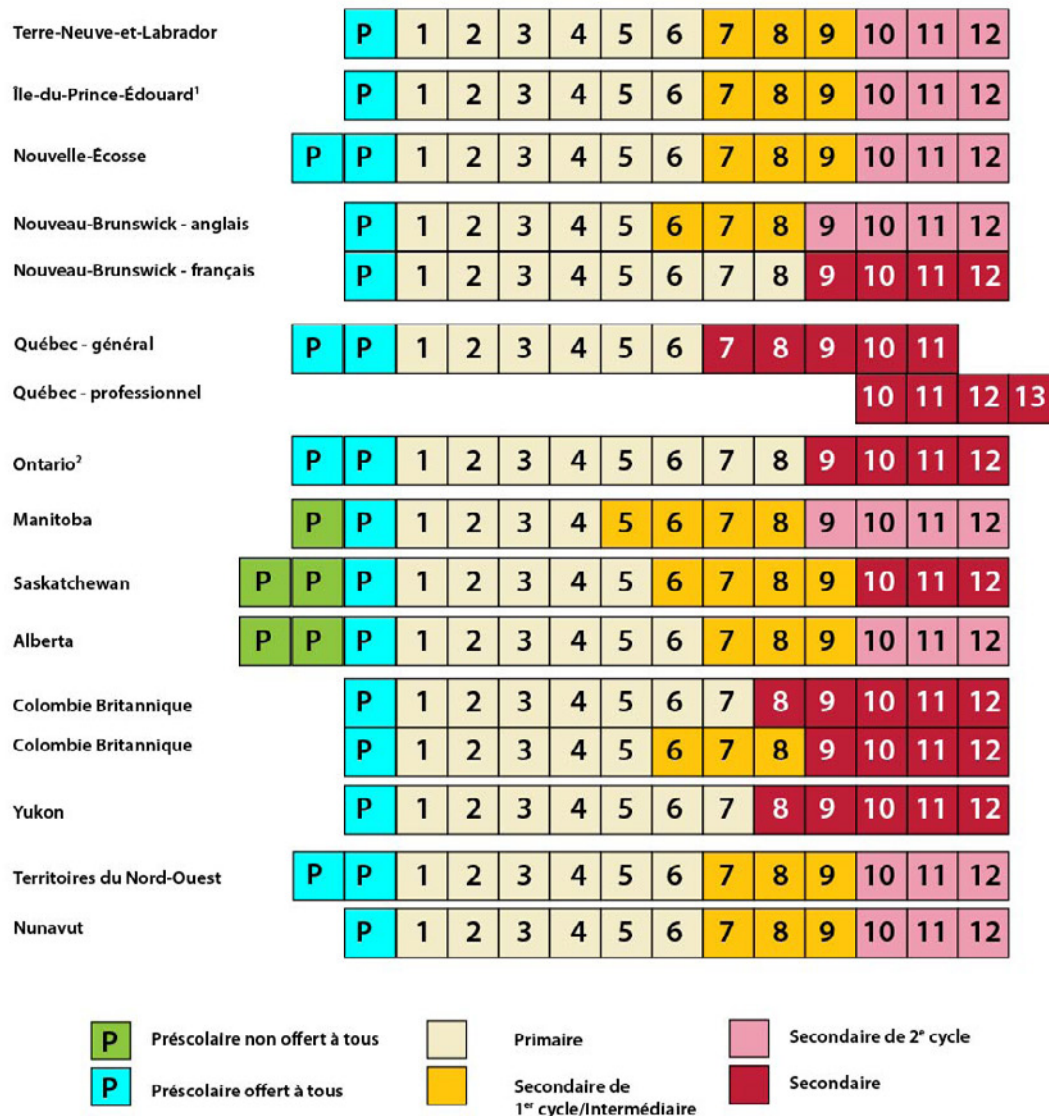 Terre-Neuve-et-Labrador P 1 2 3 4 5 6 7 8 9 10 11 12
Île-du-Prince-Édouard¹ P 1 2 3 4 5 6 7 8 9 10 11 12
Nouvelle-Écosse P P 1 2 3 4 5 6 7 8 9 10 11 12
Nouveau-Brunswick - anglais P 1 2 3 4 5 6 7 8 9 10 11 12
Nouveau-Brunswick - français P 1 2 3 4 5 6 7 8 9 10 11 12
Québec - général P P 1 2 3 4 5 6 7 8 9 10 11
Québec - professionnel 10 11 12 13
Ontario² P P 1 2 3 4 5 6 7 8 9 10 11 12
Manitoba P P 1 2 3 4 5 6 7 8 9 10 11 12
Saskatchewan P P P 1 2 3 4 5 6 7 8 9 10 11 12
Alberta P P P 1 2 3 4 5 6 7 8 9 10 11 12
Colombie Britannique P 1 2 3 4 5 6 7 8 9 10 11 12
Colombie Britannique P 1 2 3 4 5 6 7 8 9 10 11 12
Yukon P 1 2 3 4 5 6 7 8 9 10 11 12
Territoires du Nord-Ouest P P 1 2 3 4 5 6 7 8 9 10 11 12
Nunavut P 1 2 3 4 5 6 7 8 9 10 11 12
P Préscolaire non offert à tous
P Préscolaire offert à tous
Primaire
Secondaire de
1er cycle/Intermédiaire
Secondaire de 2e cycle
Secondaire